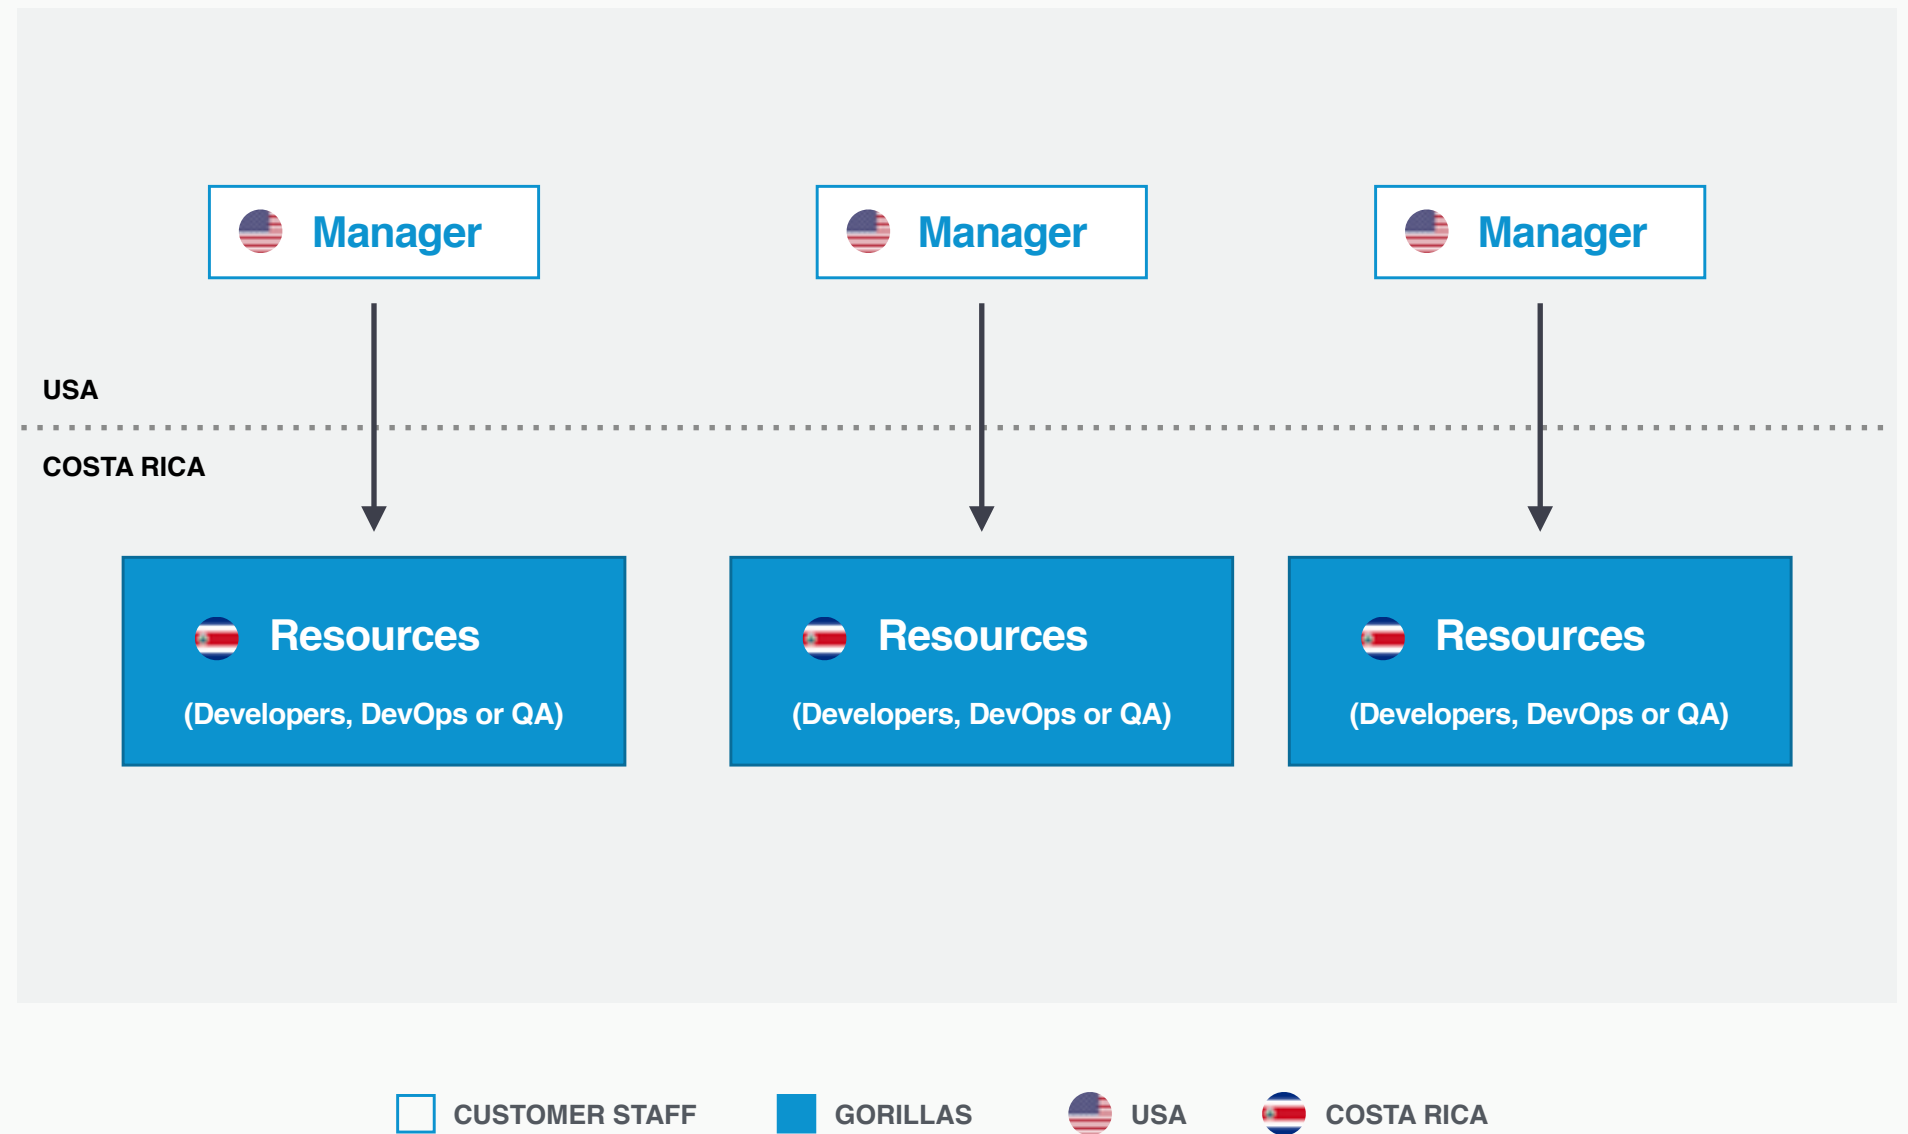 Manager
Manager
Manager
USA
COSTA RICA
Resources
(Developers, DevOps or QA)
Resources
(Developers, DevOps or QA)
Resources
(Developers, DevOps or QA)
CUSTOMER STAFF
GORILLAS
USA
COSTA RICA